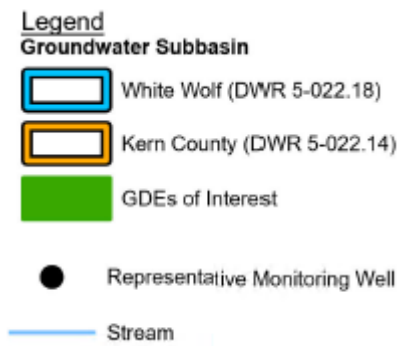 Legend
Groundwater Subbasin
White Wolf (DWR 5-022.18)
Kern County (DWR 5-022.14)
GDEs of Interest
Representative Monitoring Well
Stream